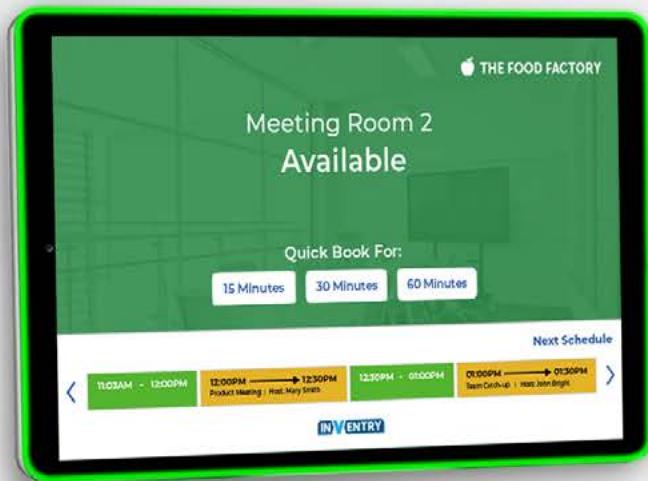 THE FOOD FACTORY
Meeting Room 2
Available
Quick Book For:
15 Minutes
30 Minutes
60 Minutes
Next Schedule
11:03AM - 12:00PM
12:00PM 12:30PM
Product Meeting | Host: Mary Smith
12:30PM - 01:00PM
01:00PM 01:30PM
Team Catch-up | Host: John Bright
INVENTRY